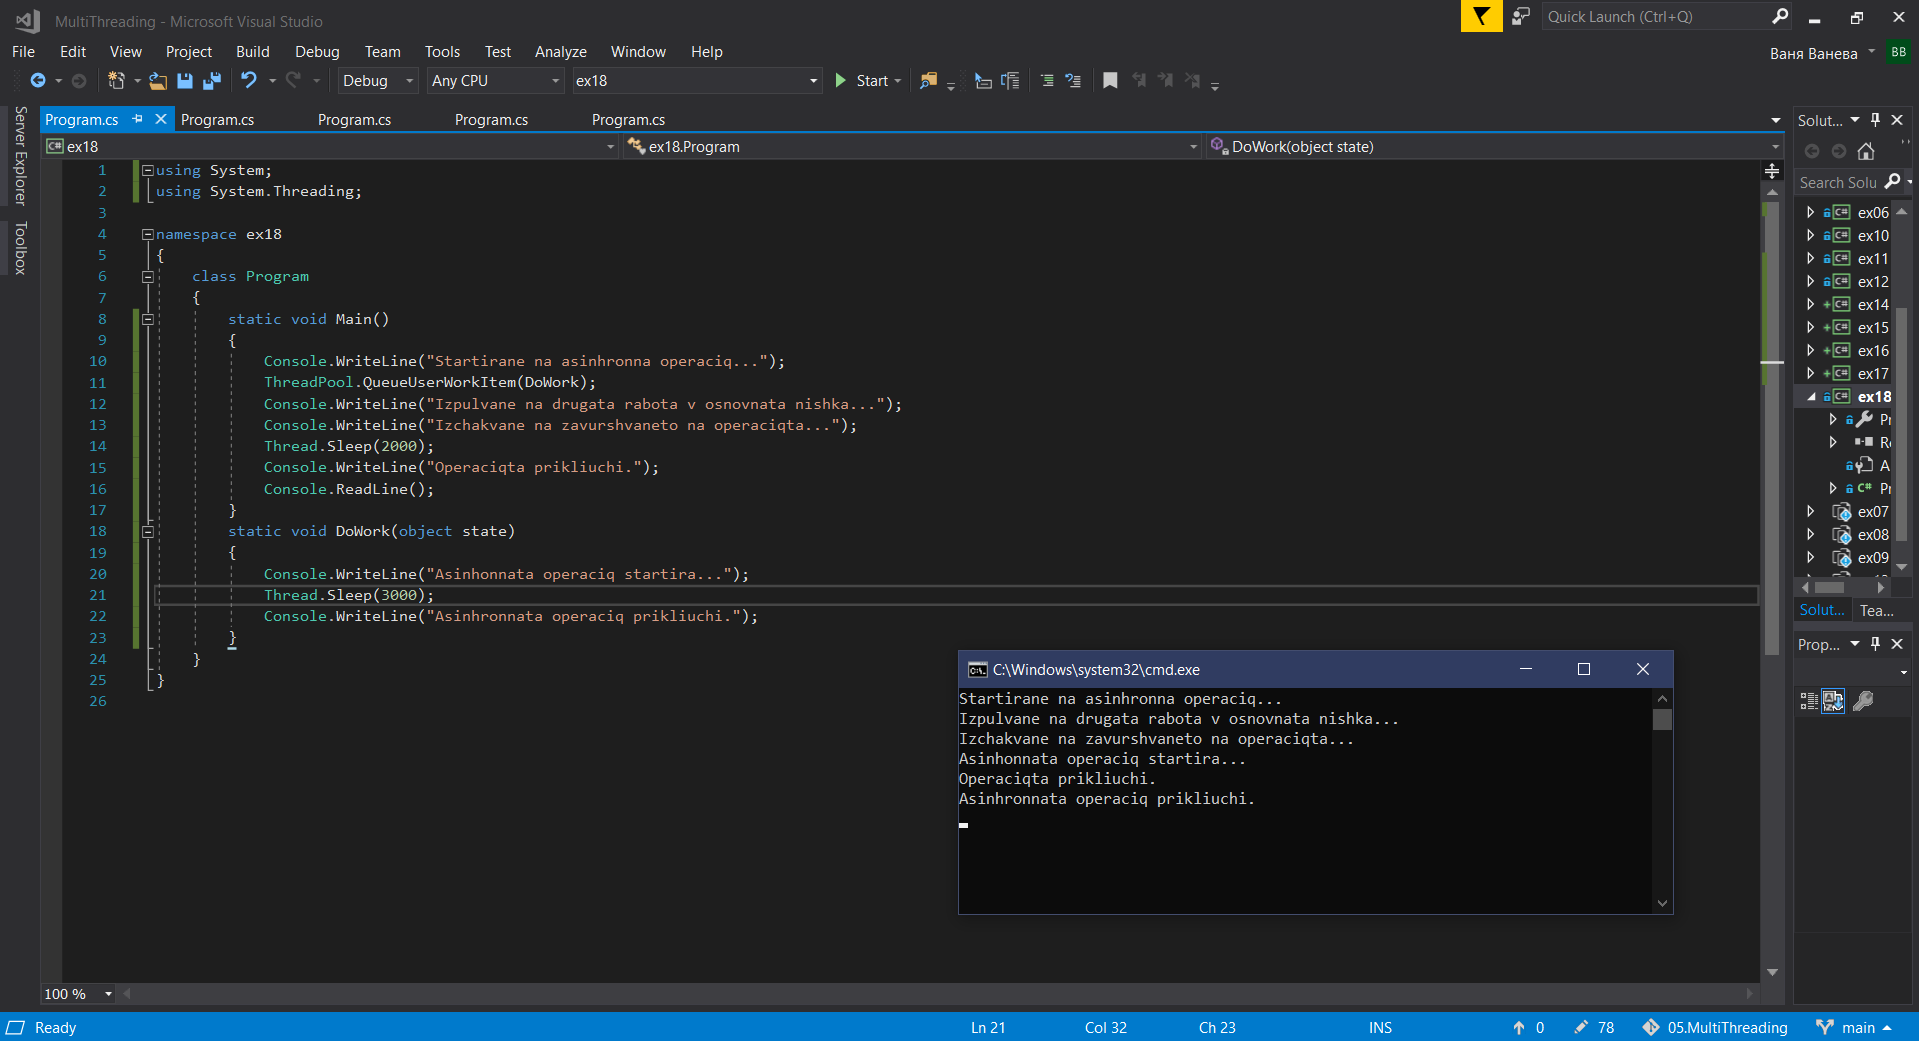 MultiThreading - Microsoft Visual Studio
Quick Launch (Ctrl+Q)
File Edit View Project Build Debug Team Tools Test Analyze Window Help
Ваня Ванева BB
Debug Any CPU ex18 Start
Server Explorer
Toolbox
Program.cs Program.cs Program.cs Program.cs Program.cs
C# ex18 ex18.Program DoWork(object state)
1 using System;
2 using System.Threading;
3
4 namespace ex18
5 {
6 class Program
7 {
8 static void Main()
9 {
10 Console.WriteLine("Startirane na asinhronna operaciq...");
11 ThreadPool.QueueUserWorkItem(DoWork);
12 Console.WriteLine("Izpulvane na drugata rabota v osnovnata nishka...");
13 Console.WriteLine("Izchakvane na zavurshvaneto na operaciqta...");
14 Thread.Sleep(2000);
15 Console.WriteLine("Operaciqta prikliuchi.");
16 Console.ReadLine();
17 }
18 static void DoWork(object state)
19 {
20 Console.WriteLine("Asinhonnata operaciq startira...");
21 Thread.Sleep(3000);
22 Console.WriteLine("Asinhronnata operaciq prikliuchi.");
23 }
24 }
25 }
26
C:\Windows\system32\cmd.exe
Startirane na asinhronna operaciq...
Izpulvane na drugata rabota v osnovnata nishka...
Izchakvane na zavurshvaneto na operaciqta...
Asinhonnata operaciq startira...
Operaciqta prikliuchi.
Asinhronnata operaciq prikliuchi.
Solut...
Search Solu
C# ex06
C# ex10
C# ex11
C# ex12
C# ex14
C# ex15
C# ex16
C# ex17
C# ex18
Pr
Re
A
C# Pr
ex07
ex08
ex09
Solut... Tea...
Prop...
100 %
Ready Ln 21 Col 32 Ch 23 INS 0 78 05.MultiThreading main